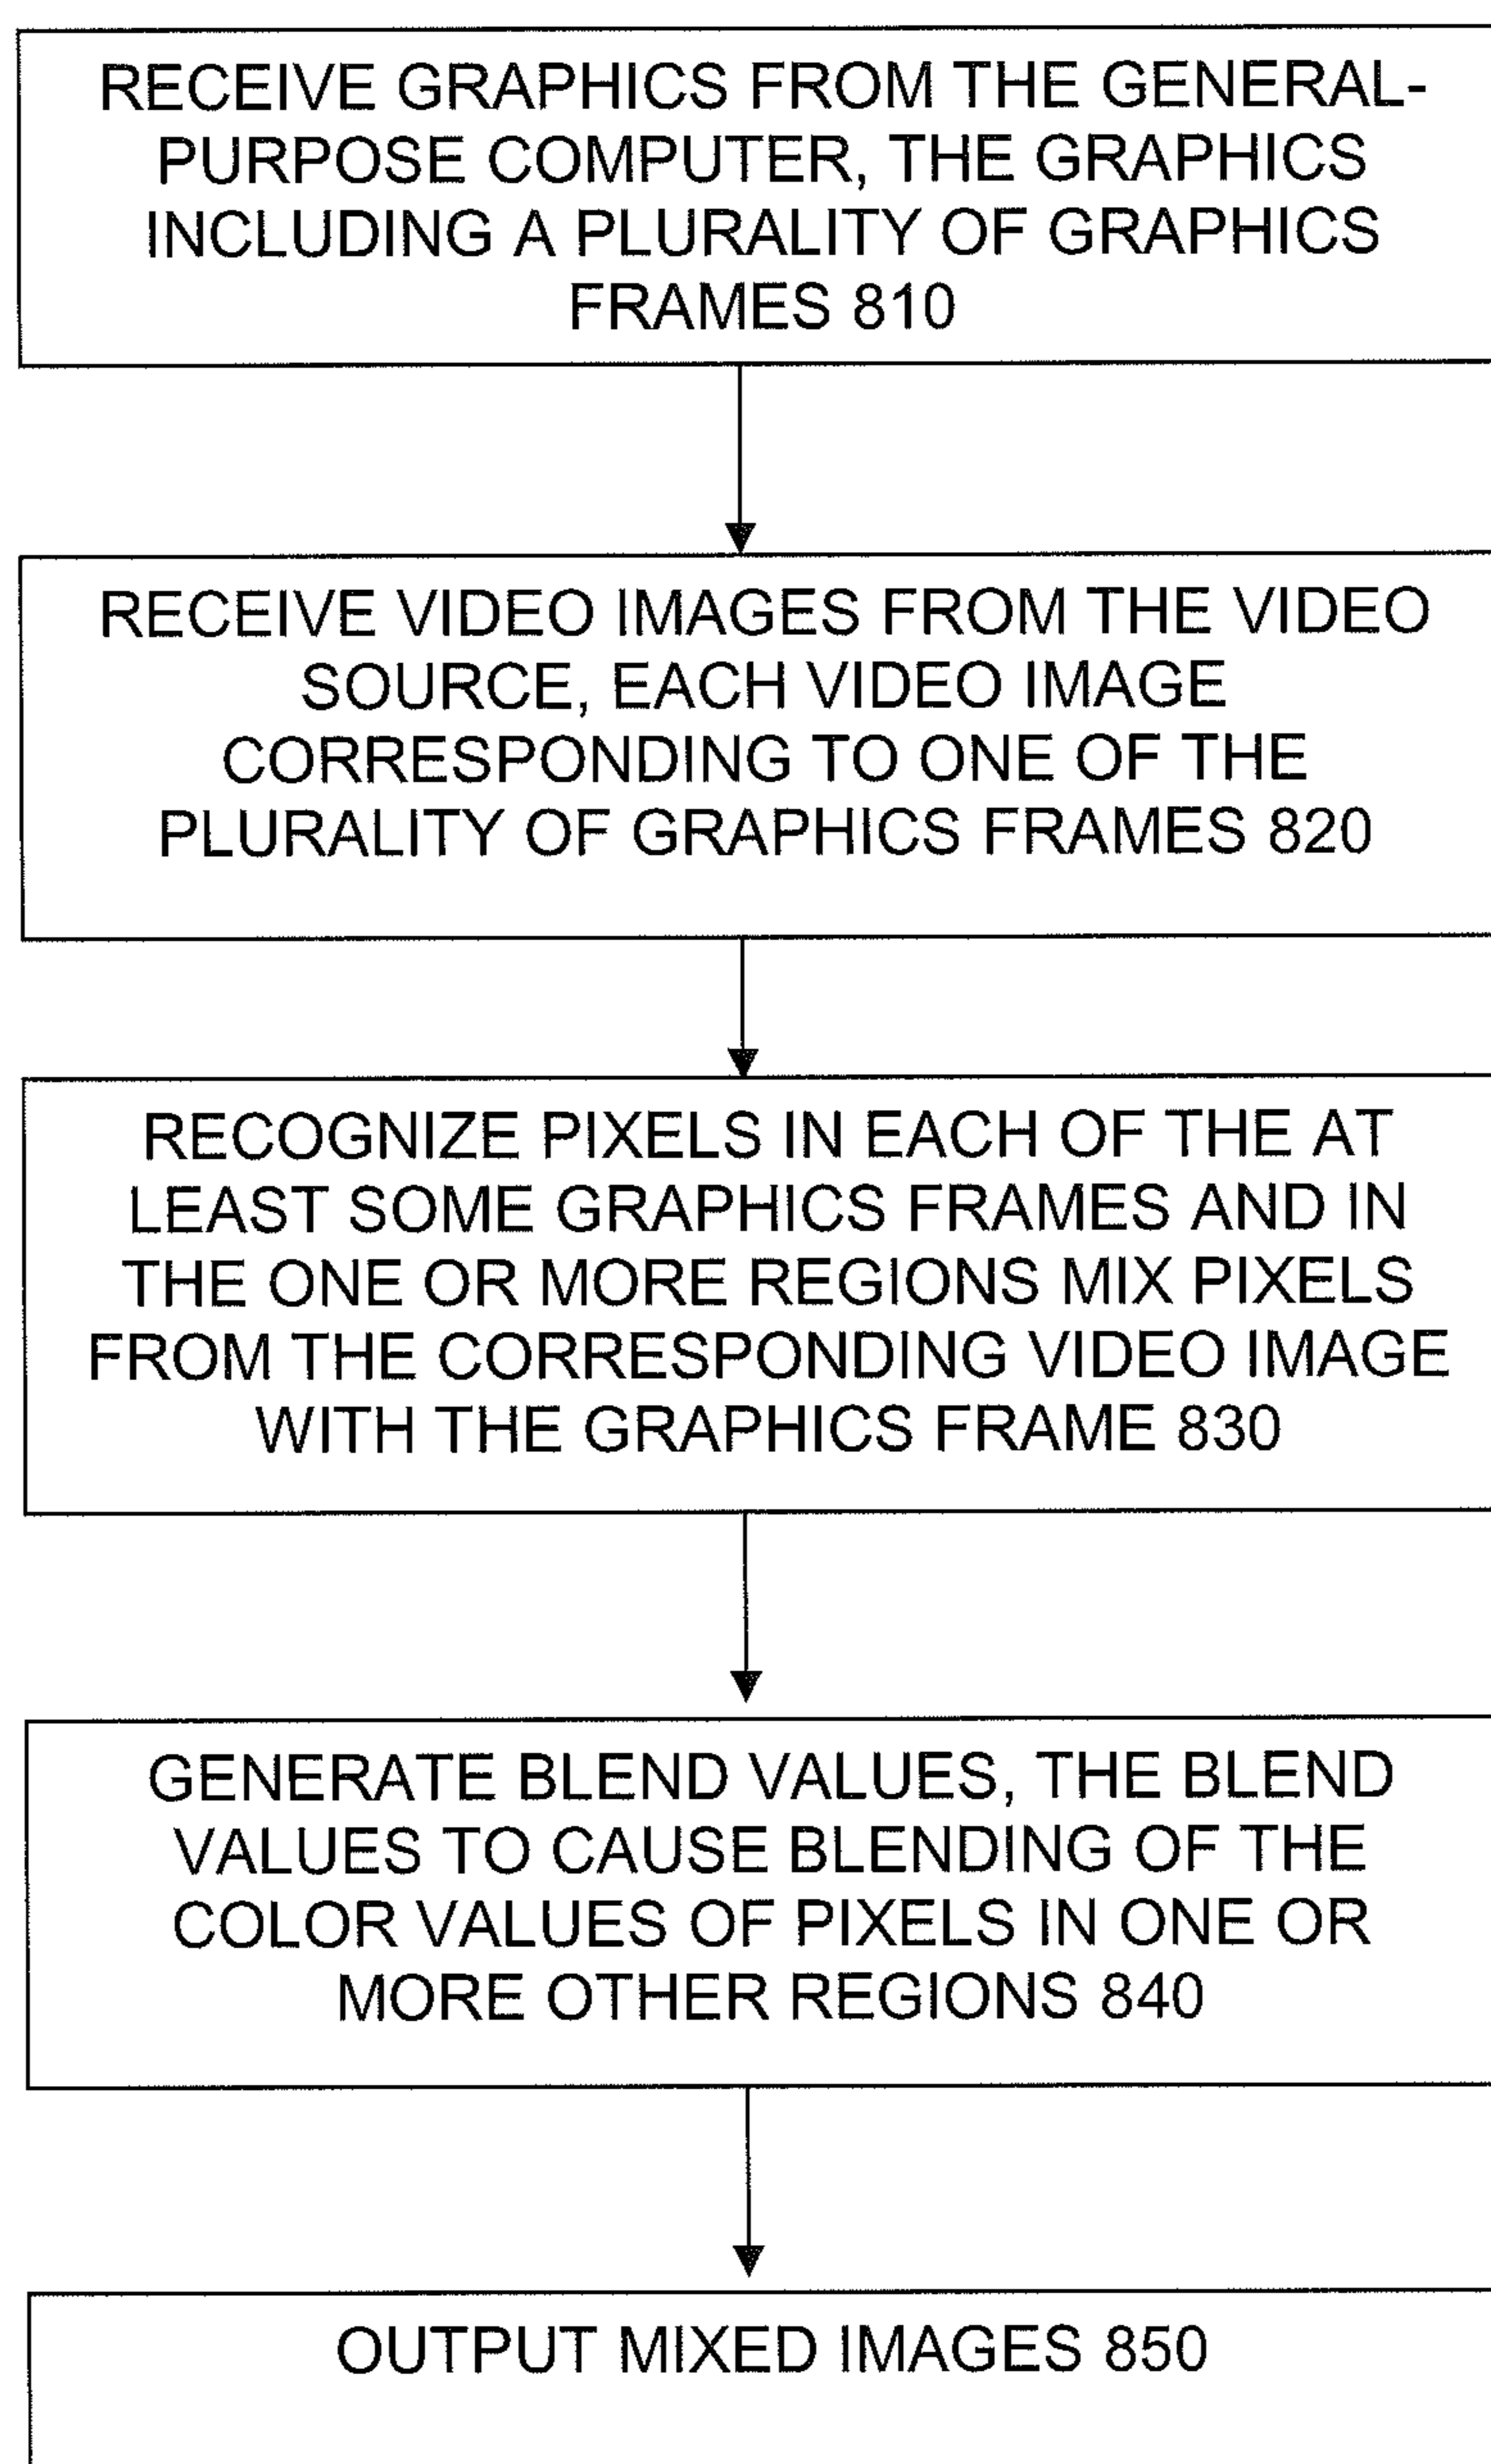 RECEIVE GRAPHICS FROM THE GENERAL-
PURPOSE COMPUTER, THE GRAPHICS
INCLUDING A PLURALITY OF GRAPHICS
FRAMES 810
RECEIVE VIDEO IMAGES FROM THE VIDEO
SOURCE, EACH VIDEO IMAGE
CORRESPONDING TO ONE OF THE
PLURALITY OF GRAPHICS FRAMES 820
RECOGNIZE PIXELS IN EACH OF THE AT
LEAST SOME GRAPHICS FRAMES AND IN
THE ONE OR MORE REGIONS MIX PIXELS
FROM THE CORRESPONDING VIDEO IMAGE
WITH THE GRAPHICS FRAME 830
GENERATE BLEND VALUES, THE BLEND
VALUES TO CAUSE BLENDING OF THE
COLOR VALUES OF PIXELS IN ONE OR
MORE OTHER REGIONS 840
OUTPUT MIXED IMAGES 850